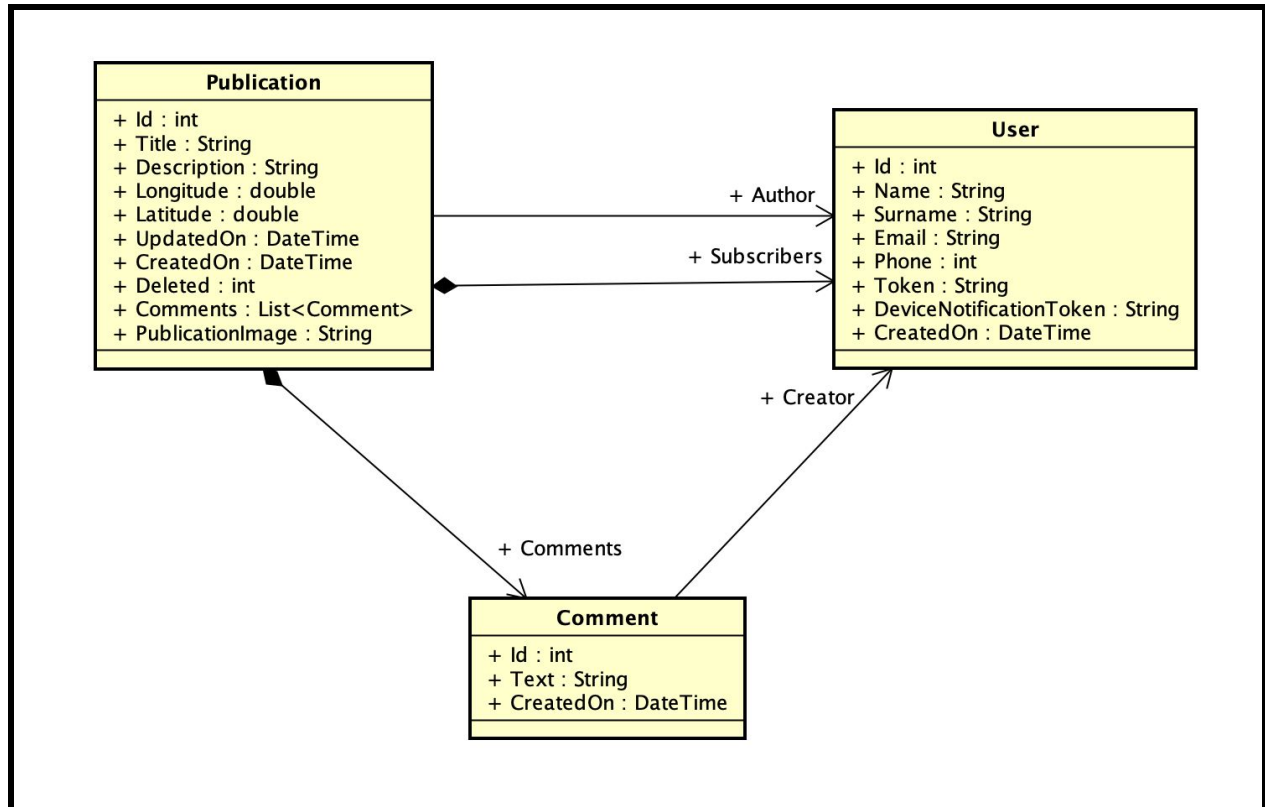 Publication
+ Id : int
+ Title : String
+ Description : String
+ Longitude : double
+ Latitude : double
+ UpdatedOn : DateTime
+ CreatedOn : DateTime
+ Deleted : int
+ Comments : List<Comment>
+ PublicationImage : String
+ Author
+ Subscribers
User
+ Id : int
+ Name : String
+ Surname : String
+ Email : String
+ Phone : int
+ Token : String
+ DeviceNotificationToken : String
+ CreatedOn : DateTime
+ Creator
+ Comments
Comment
+ Id : int
+ Text : String
+ CreatedOn : DateTime